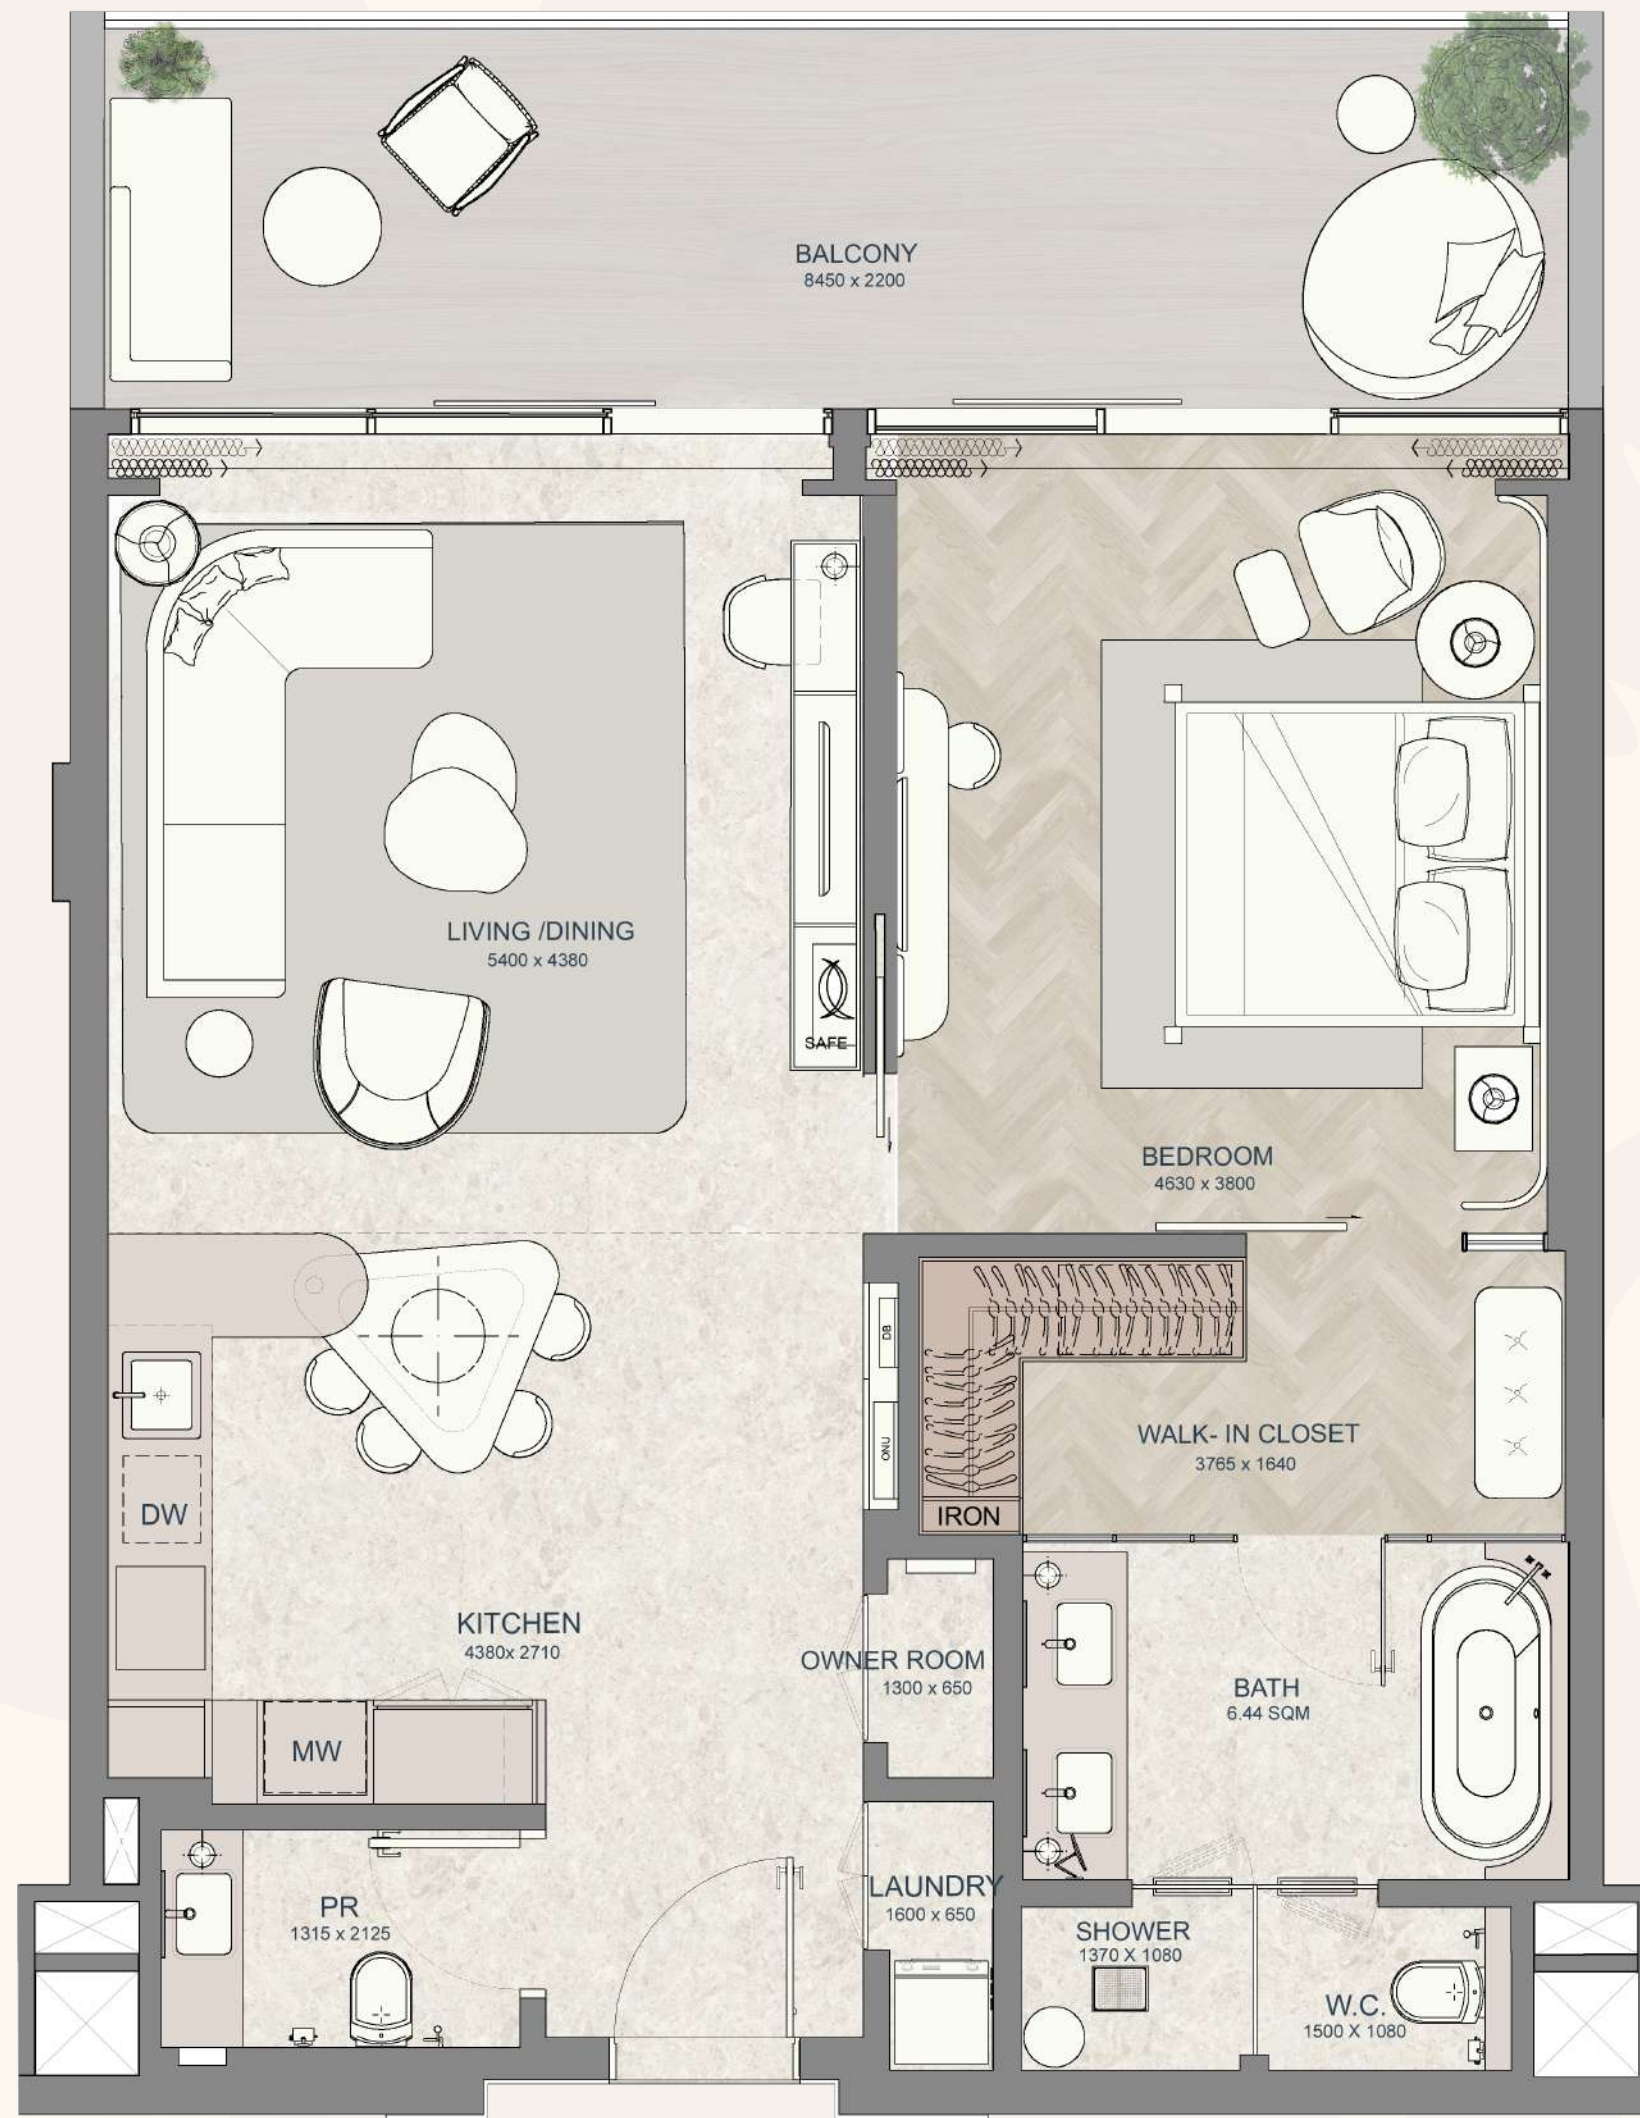 BALCONY
8450 x 2200
LIVING /DINING
5400 x 4380
SAFE
BEDROOM
4630 x 3800
DB
ONU
WALK- IN CLOSET
3765 x 1640
IRON
DW
KITCHEN
4380x 2710
OWNER ROOM
1300 x 650
BATH
6.44 SQM
MW
LAUNDRY
1600 x 650
PR
1315 x 2125
SHOWER
1370 X 1080
W.C.
1500 X 1080